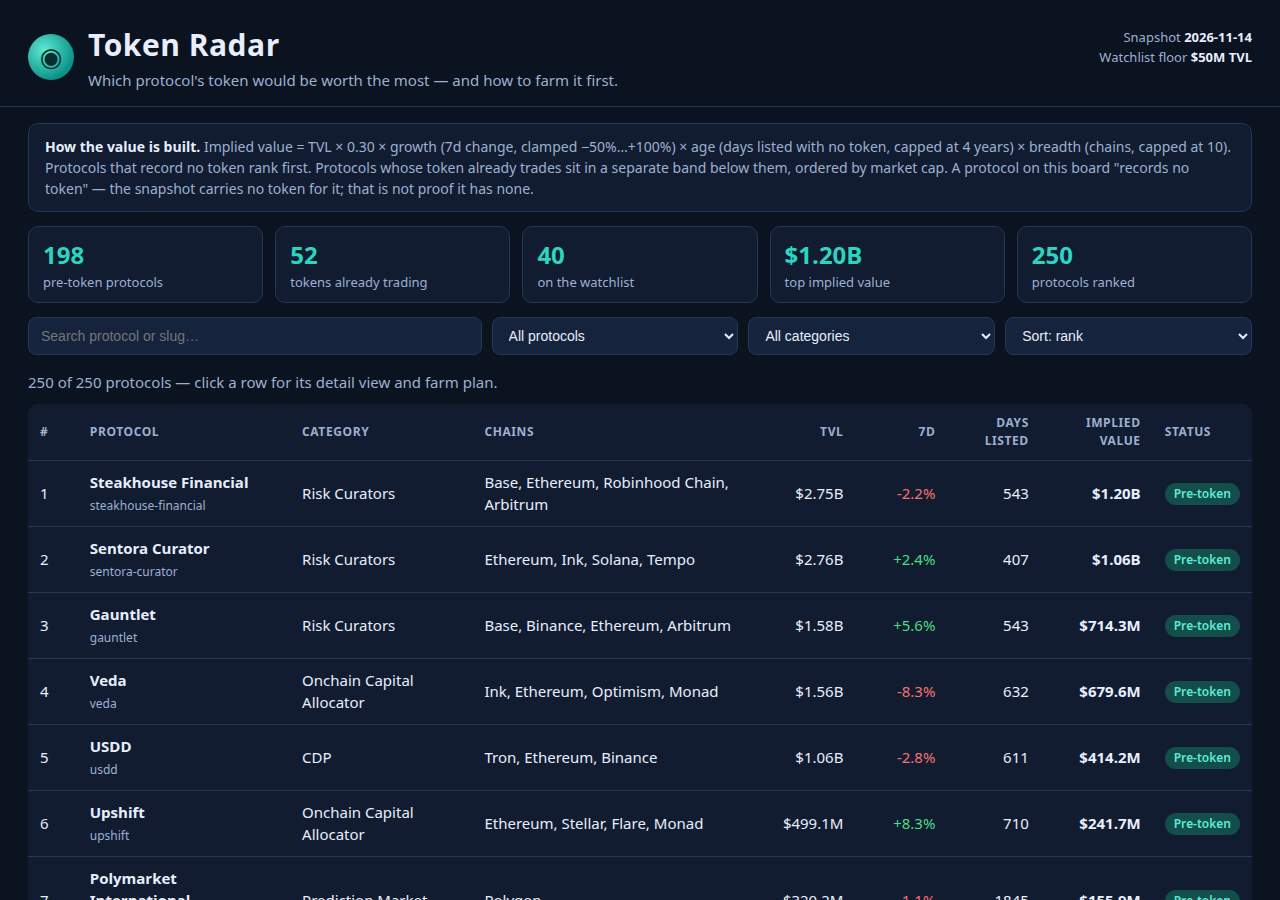 Token Radar
Which protocol's token would be worth the most — and how to farm it first.
Snapshot 2026-11-14
Watchlist floor $50M TVL
How the value is built. Implied value = TVL × 0.30 × growth (7d change, clamped −50%…+100%) × age (days listed with no token, capped at 4 years) × breadth (chains, capped at 10).
Protocols that record no token rank first. Protocols whose token already trades sit in a separate band below them, ordered by market cap. A protocol on this board "records no
token" — the snapshot carries no token for it; that is not proof it has none.
198
pre-token protocols
52
tokens already trading
40
on the watchlist
$1.20B
top implied value
250
protocols ranked
Search protocol or slug…
All protocols
All categories
Sort: rank
250 of 250 protocols — click a row for its detail view and farm plan.
# PROTOCOL CATEGORY CHAINS TVL 7D DAYS LISTED IMPLIED VALUE STATUS
1 Steakhouse Financial steakhouse-financial Risk Curators Base, Ethereum, Robinhood Chain, Arbitrum $2.75B -2.2% 543 $1.20B Pre-token
2 Sentora Curator sentora-curator Risk Curators Ethereum, Ink, Solana, Tempo $2.76B +2.4% 407 $1.06B Pre-token
3 Gauntlet gauntlet Risk Curators Base, Binance, Ethereum, Arbitrum $1.58B +5.6% 543 $714.3M Pre-token
4 Veda veda Onchain Capital Allocator Ink, Ethereum, Optimism, Monad $1.56B -8.3% 632 $679.6M Pre-token
5 USDD usdd CDP Tron, Ethereum, Binance $1.06B -2.8% 611 $414.2M Pre-token
6 Upshift upshift Onchain Capital Allocator Ethereum, Stellar, Flare, Monad $499.1M +8.3% 710 $241.7M Pre-token
Polymarket